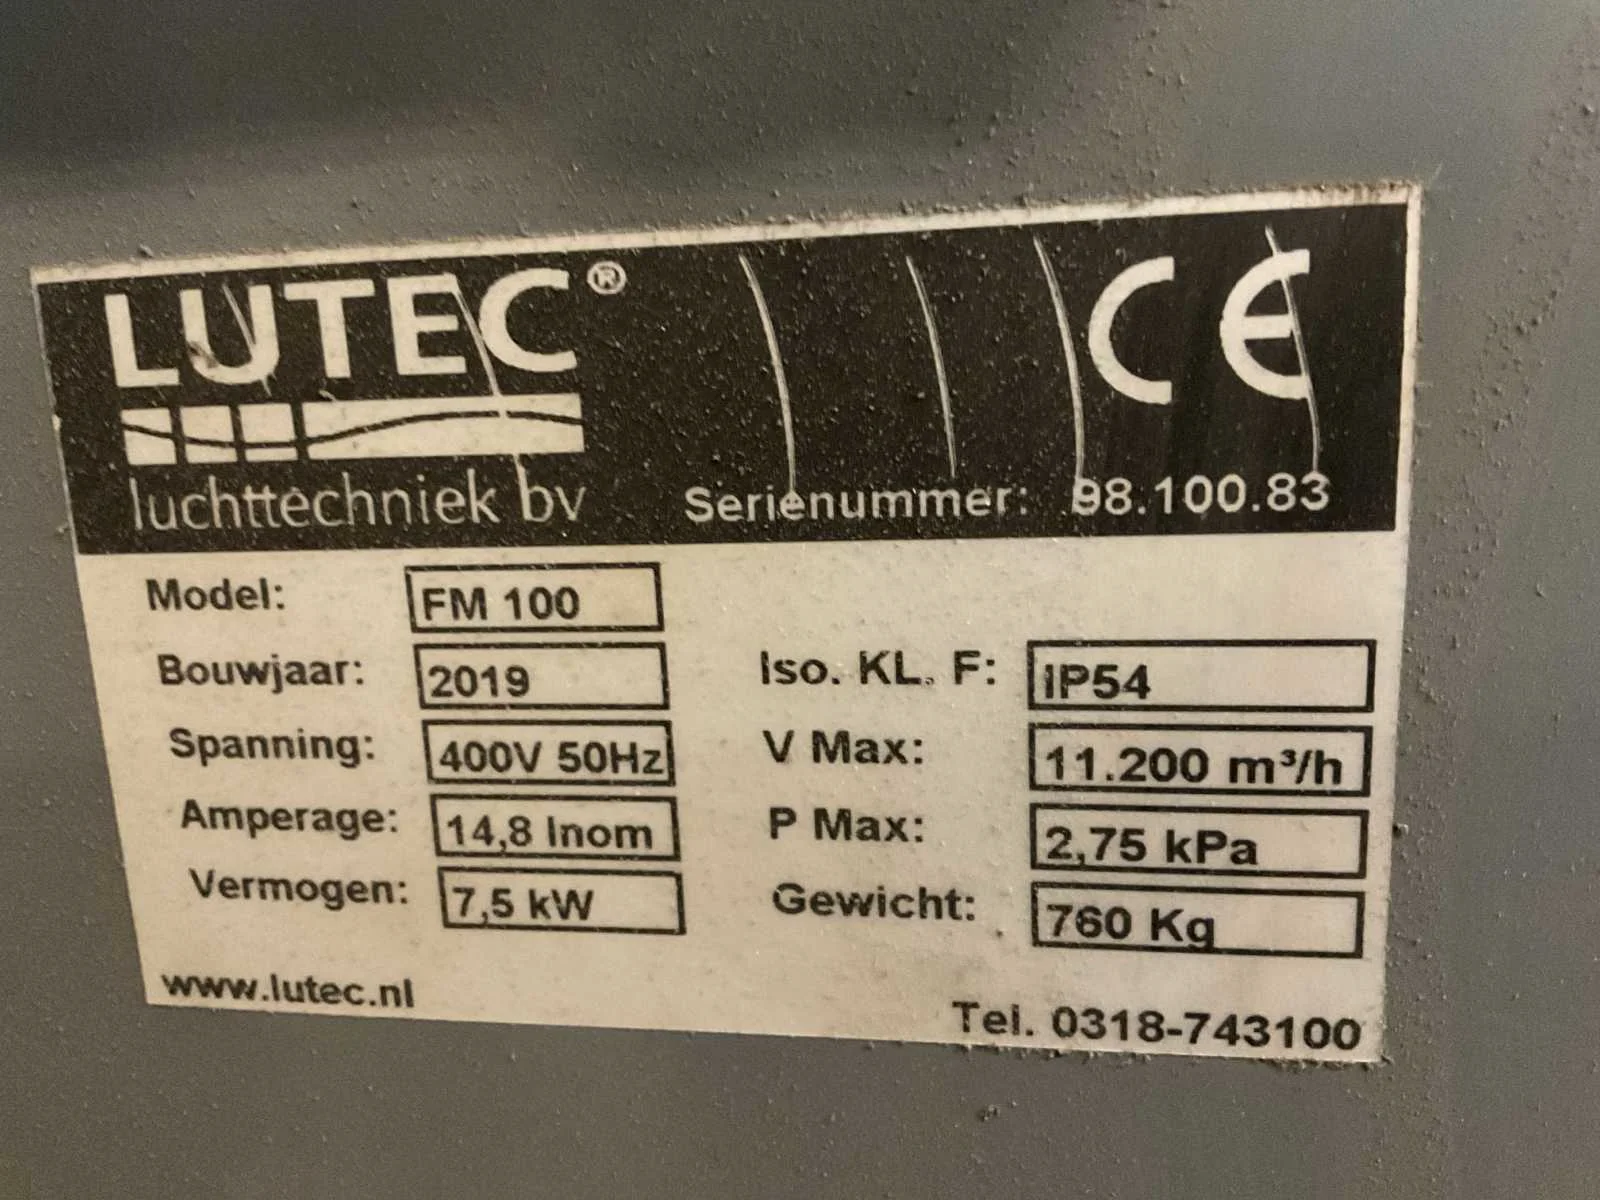 LUTEC®
CE
luchttechniek bv
Serienummer: 98.100.83
Model: FM 100
Bouwjaar: 2019
Iso. KL. F: IP54
Spanning: 400V 50Hz
V Max: 11.200 m³/h
Amperage: 14,8 Inom
P Max: 2,75 kPa
Vermogen: 7,5 kW
Gewicht: 760 Kg
www.lutec.nl
Tel. 0318-743100